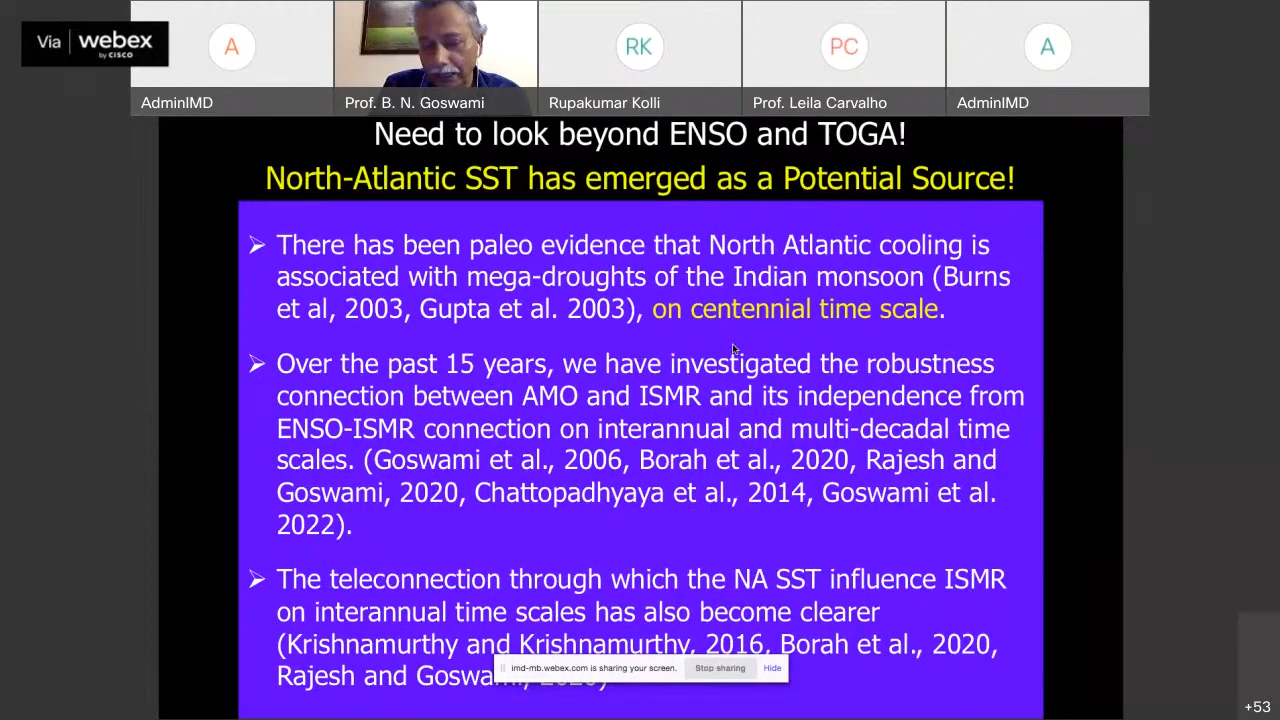 Via webex
by CISCO
A
RK
PC
A
AdminIMD
Prof. B. N. Goswami
Rupakumar Kolli
Prof. Leila Carvalho
AdminIMD
Need to look beyond ENSO and TOGA!
North-Atlantic SST has emerged as a Potential Source!
➢ There has been paleo evidence that North Atlantic cooling is
associated with mega-droughts of the Indian monsoon (Burns
et al, 2003, Gupta et al. 2003), on centennial time scale.
➢ Over the past 15 years, we have investigated the robustness
connection between AMO and ISMR and its independence from
ENSO-ISMR connection on interannual and multi-decadal time
scales. (Goswami et al., 2006, Borah et al., 2020, Rajesh and
Goswami, 2020, Chattopadhyaya et al., 2014, Goswami et al.
2022).
➢ The teleconnection through which the NA SST influence ISMR
on interannual time scales has also become clearer
(Krishnamurthy and Krishnamurthy, 2016, Borah et al., 2020,
Rajesh and
imd-mb.webex.com is sharing your screen. Stop sharing Hide
+53